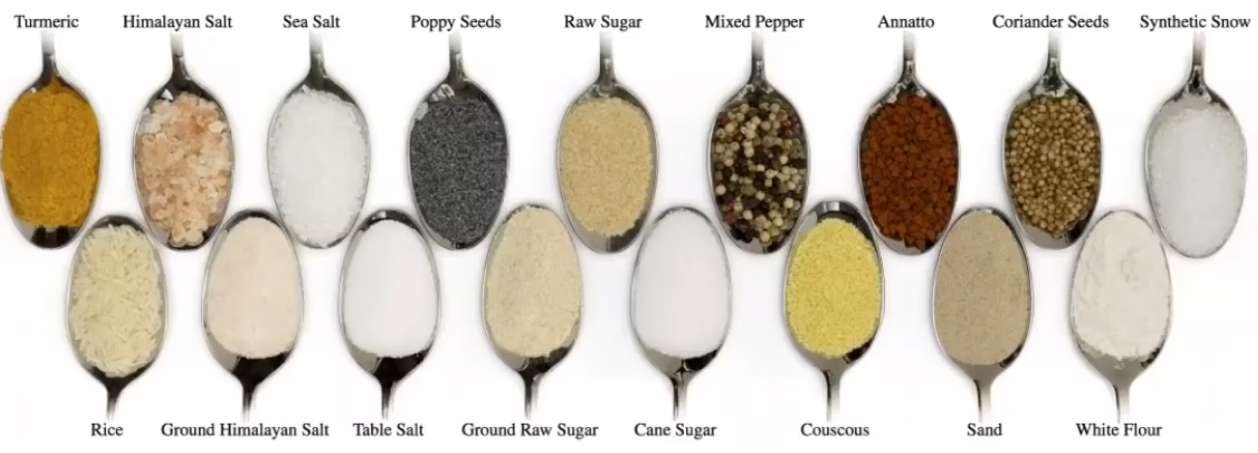 Turmeric
Himalayan Salt
Sea Salt
Poppy Seeds
Raw Sugar
Mixed Pepper
Annatto
Coriander Seeds
Synthetic Snow
Rice
Ground Himalayan Salt
Table Salt
Ground Raw Sugar
Cane Sugar
Couscous
Sand
White Flour